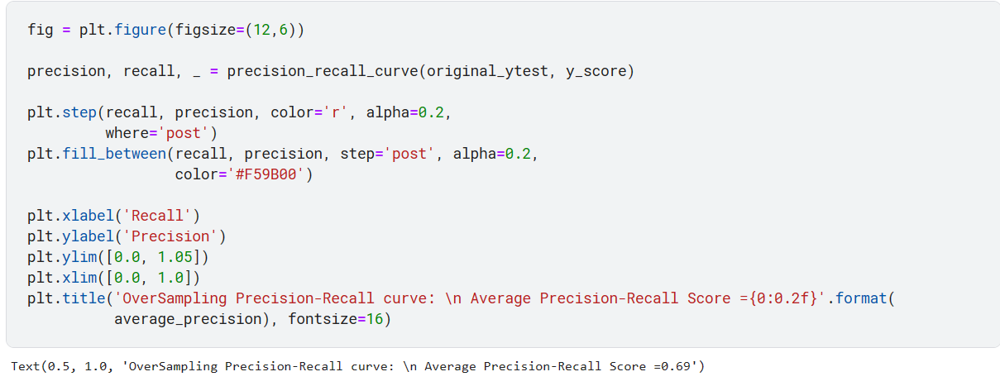 fig = plt.figure(figsize=(12,6))
precision, recall, _ = precision_recall_curve(original_ytest, y_score)
plt.step(recall, precision, color='r', alpha=0.2,
         where='post')
plt.fill_between(recall, precision, step='post', alpha=0.2,
                 color='#F59B00')
plt.xlabel('Recall')
plt.ylabel('Precision')
plt.ylim([0.0, 1.05])
plt.xlim([0.0, 1.0])
plt.title('OverSampling Precision-Recall curve: \n Average Precision-Recall Score ={0:0.2f}'.format(
          average_precision), fontsize=16)
Text(0.5, 1.0, 'OverSampling Precision-Recall curve: \n Average Precision-Recall Score =0.69')